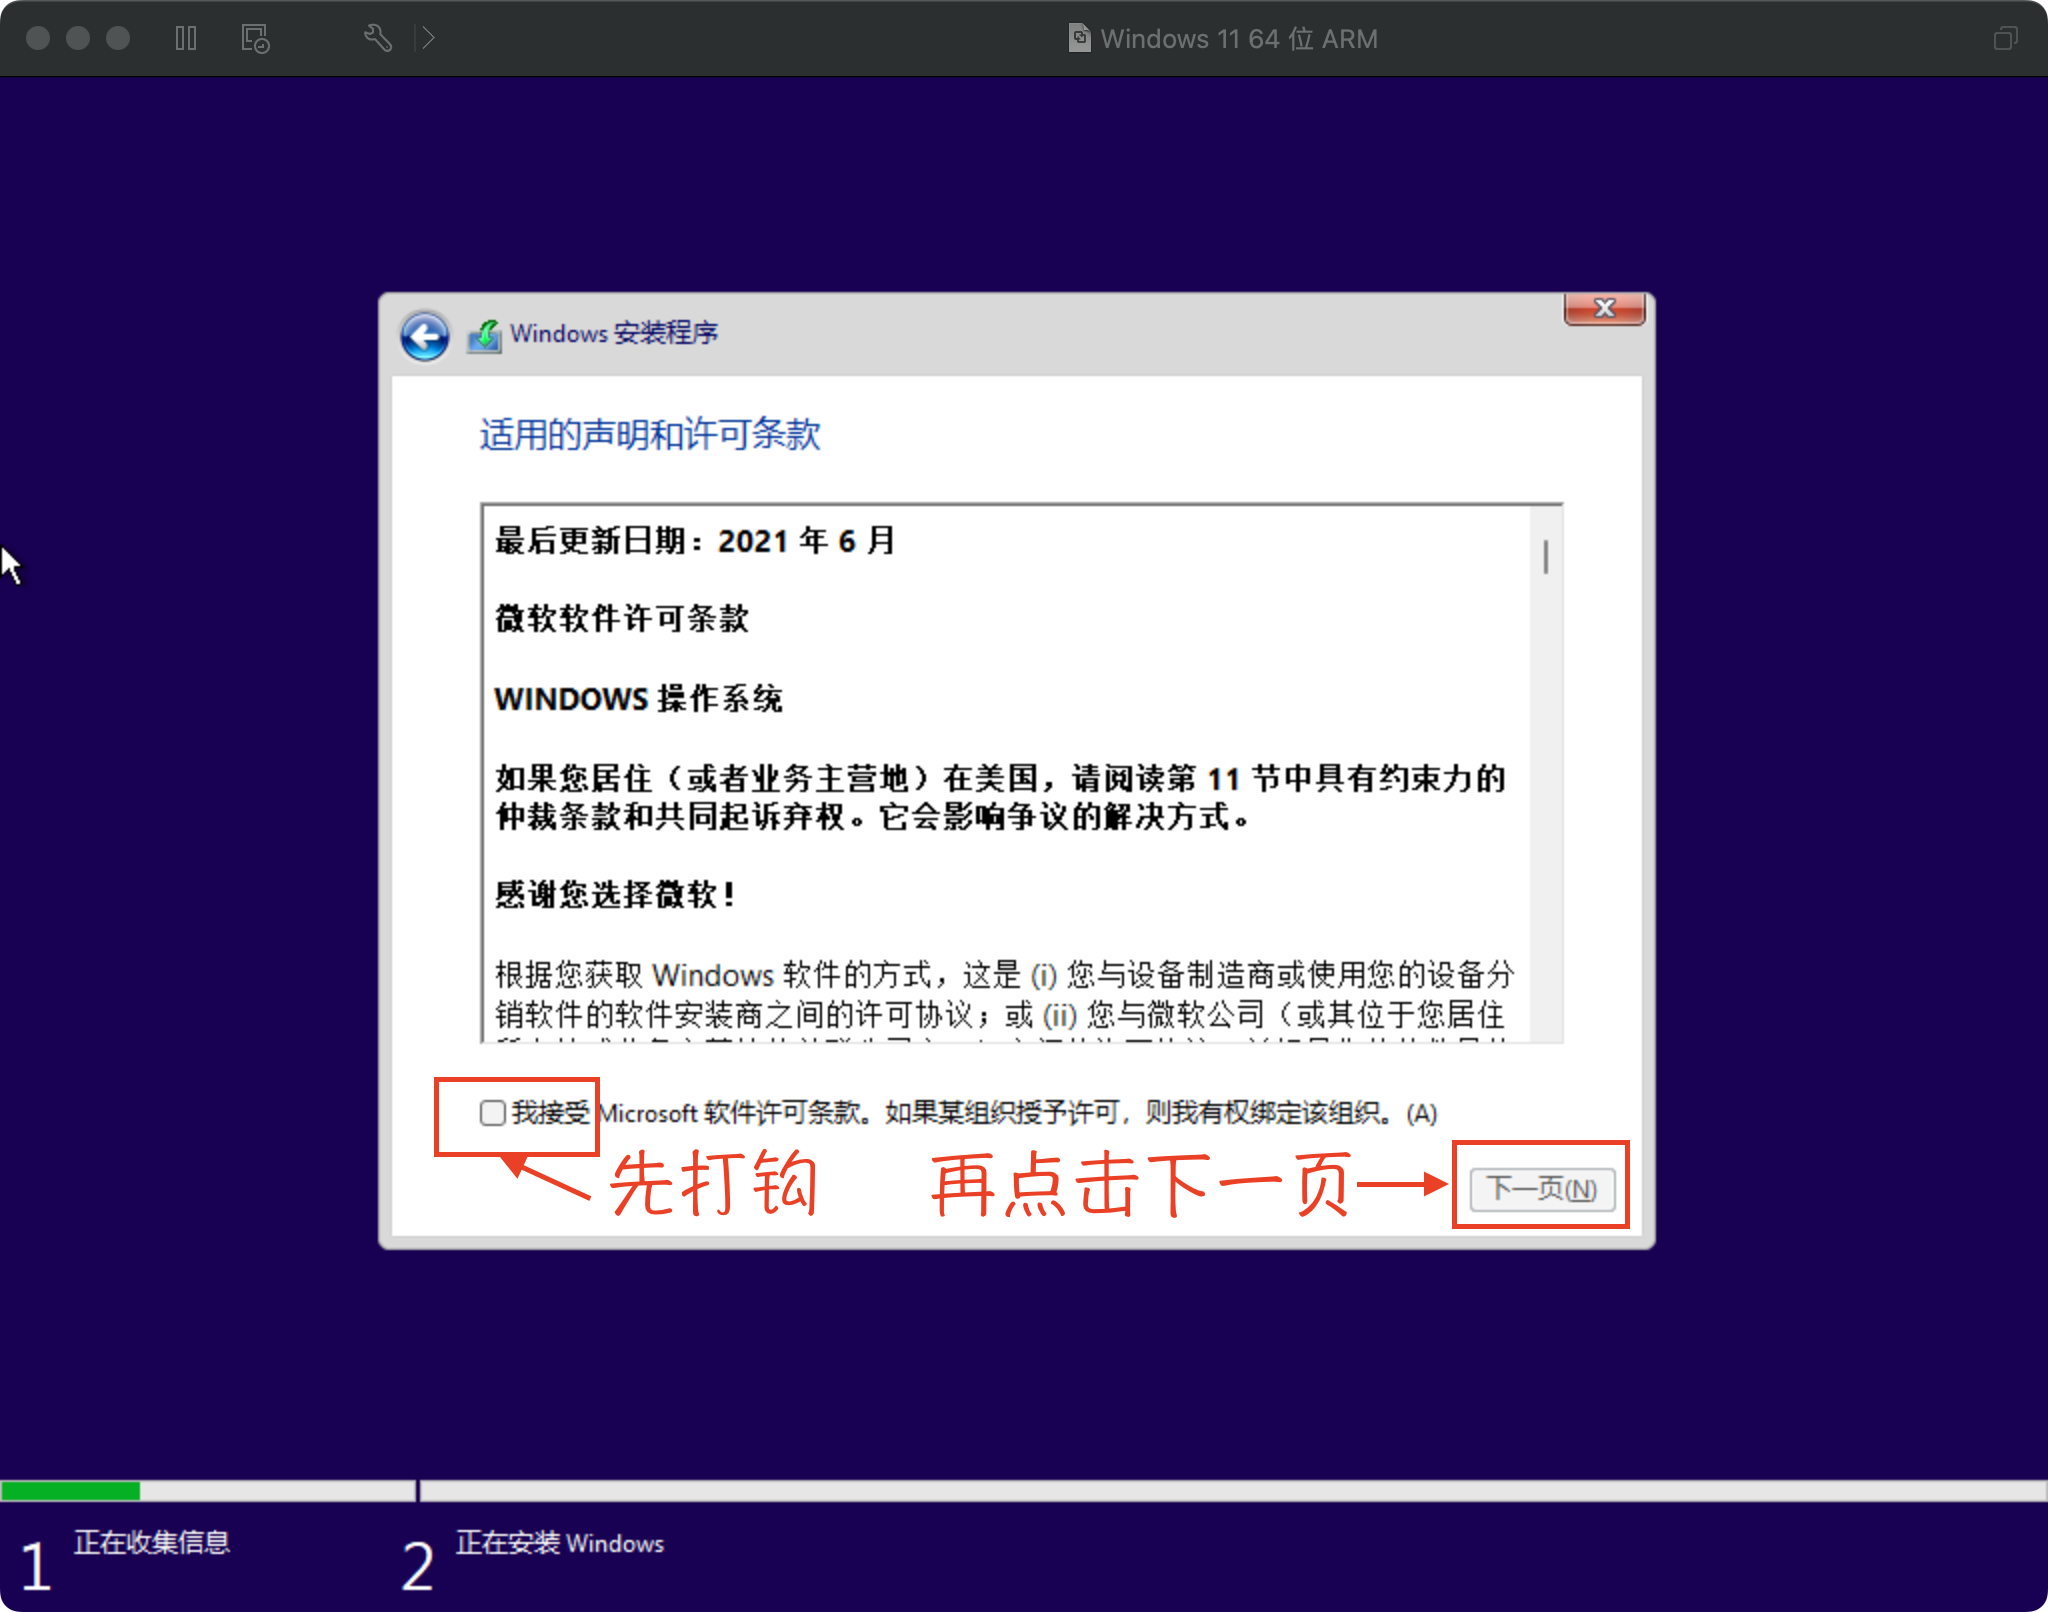 Windows 11 64 位 ARM
Windows 安装程序
适用的声明和许可条款
最后更新日期：2021 年 6 月
微软软件许可条款
WINDOWS 操作系统
如果您居住（或者业务主营地）在美国，请阅读第 11 节中具有约束力的
仲裁条款和共同起诉弃权。它会影响争议的解决方式。
感谢您选择微软！
根据您获取 Windows 软件的方式，这是 (i) 您与设备制造商或使用您的设备分
销软件的软件安装商之间的许可协议；或 (ii) 您与微软公司（或其位于您居住
我接受 Microsoft 软件许可条款。如果某组织授予许可，则我有权绑定该组织。(A)
先打钩 再点击下一页
下一页(N)
1 正在收集信息
2 正在安装 Windows